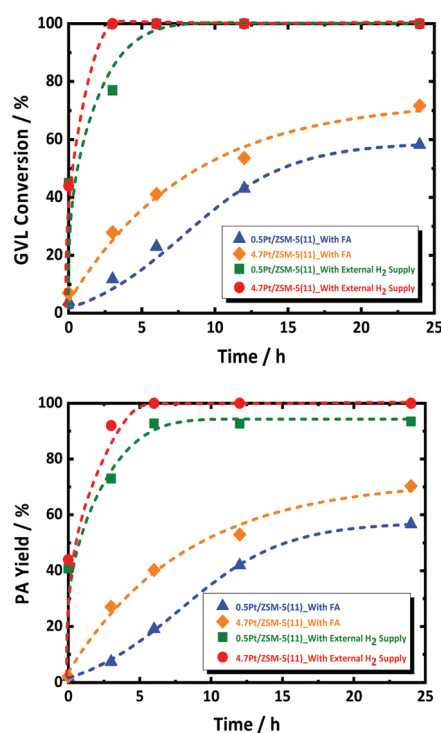 100
80
60
40
20
0
GVL Conversion / %
0.5Pt/ZSM-5(11)_With FA
4.7Pt/ZSM-5(11)_With FA
0.5Pt/ZSM-5(11)_With External H2 Supply
4.7Pt/ZSM-5(11)_With External H2 Supply
0 5 10 15 20 25
Time / h
100
80
60
40
20
0
PA Yield / %
0.5Pt/ZSM-5(11)_With FA
4.7Pt/ZSM-5(11)_With FA
0.5Pt/ZSM-5(11)_With External H2 Supply
4.7Pt/ZSM-5(11)_With External H2 Supply
0 5 10 15 20 25
Time / h